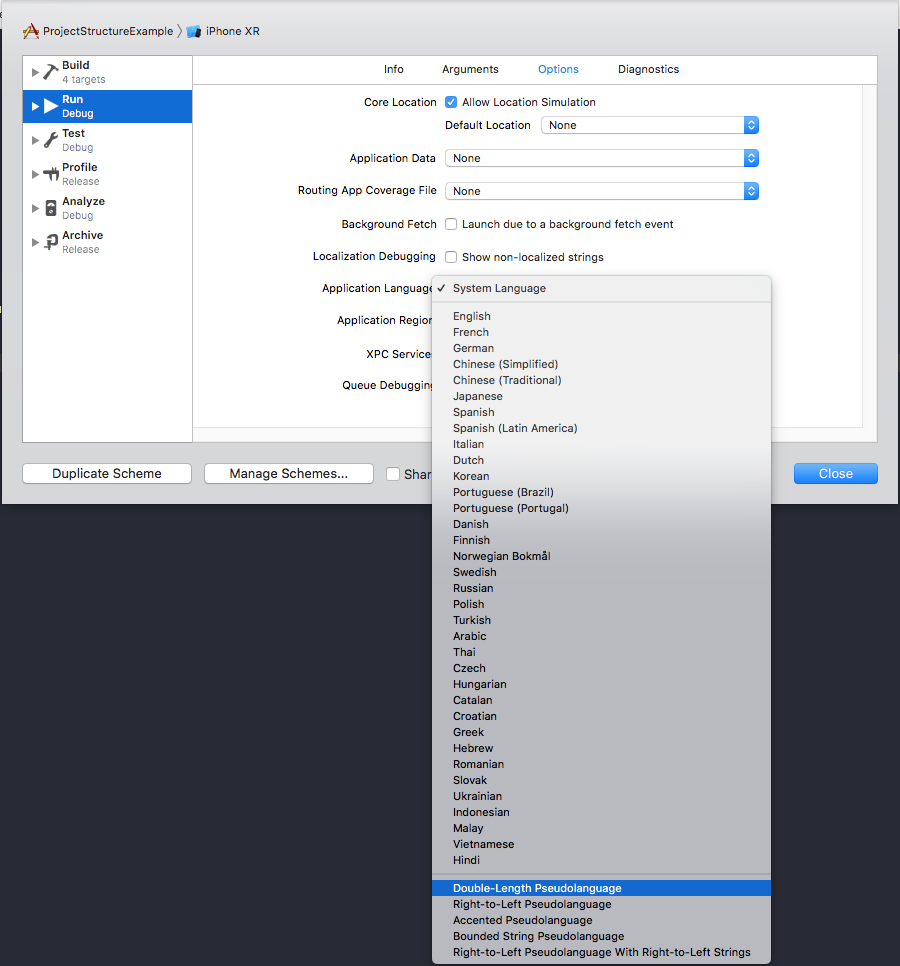 ProjectStructureExample 〉 iPhone XR
Build
4 targets
Run
Debug
Test
Debug
Profile
Release
Analyze
Debug
Archive
Release
Info Arguments Options Diagnostics
Core Location Allow Location Simulation
Default Location None
Application Data None
Routing App Coverage File None
Background Fetch Launch due to a background fetch event
Localization Debugging Show non-localized strings
Application Language ✓ System Language
Application Region
XPC Service
Queue Debugging
English
French
German
Chinese (Simplified)
Chinese (Traditional)
Japanese
Spanish
Spanish (Latin America)
Italian
Dutch
Korean
Portuguese (Brazil)
Portuguese (Portugal)
Danish
Finnish
Norwegian Bokmål
Swedish
Russian
Polish
Turkish
Arabic
Thai
Czech
Hungarian
Catalan
Croatian
Greek
Hebrew
Romanian
Slovak
Ukrainian
Indonesian
Malay
Vietnamese
Hindi
Double-Length Pseudolanguage
Right-to-Left Pseudolanguage
Accented Pseudolanguage
Bounded String Pseudolanguage
Right-to-Left Pseudolanguage With Right-to-Left Strings
Duplicate Scheme Manage Schemes... Shar Close